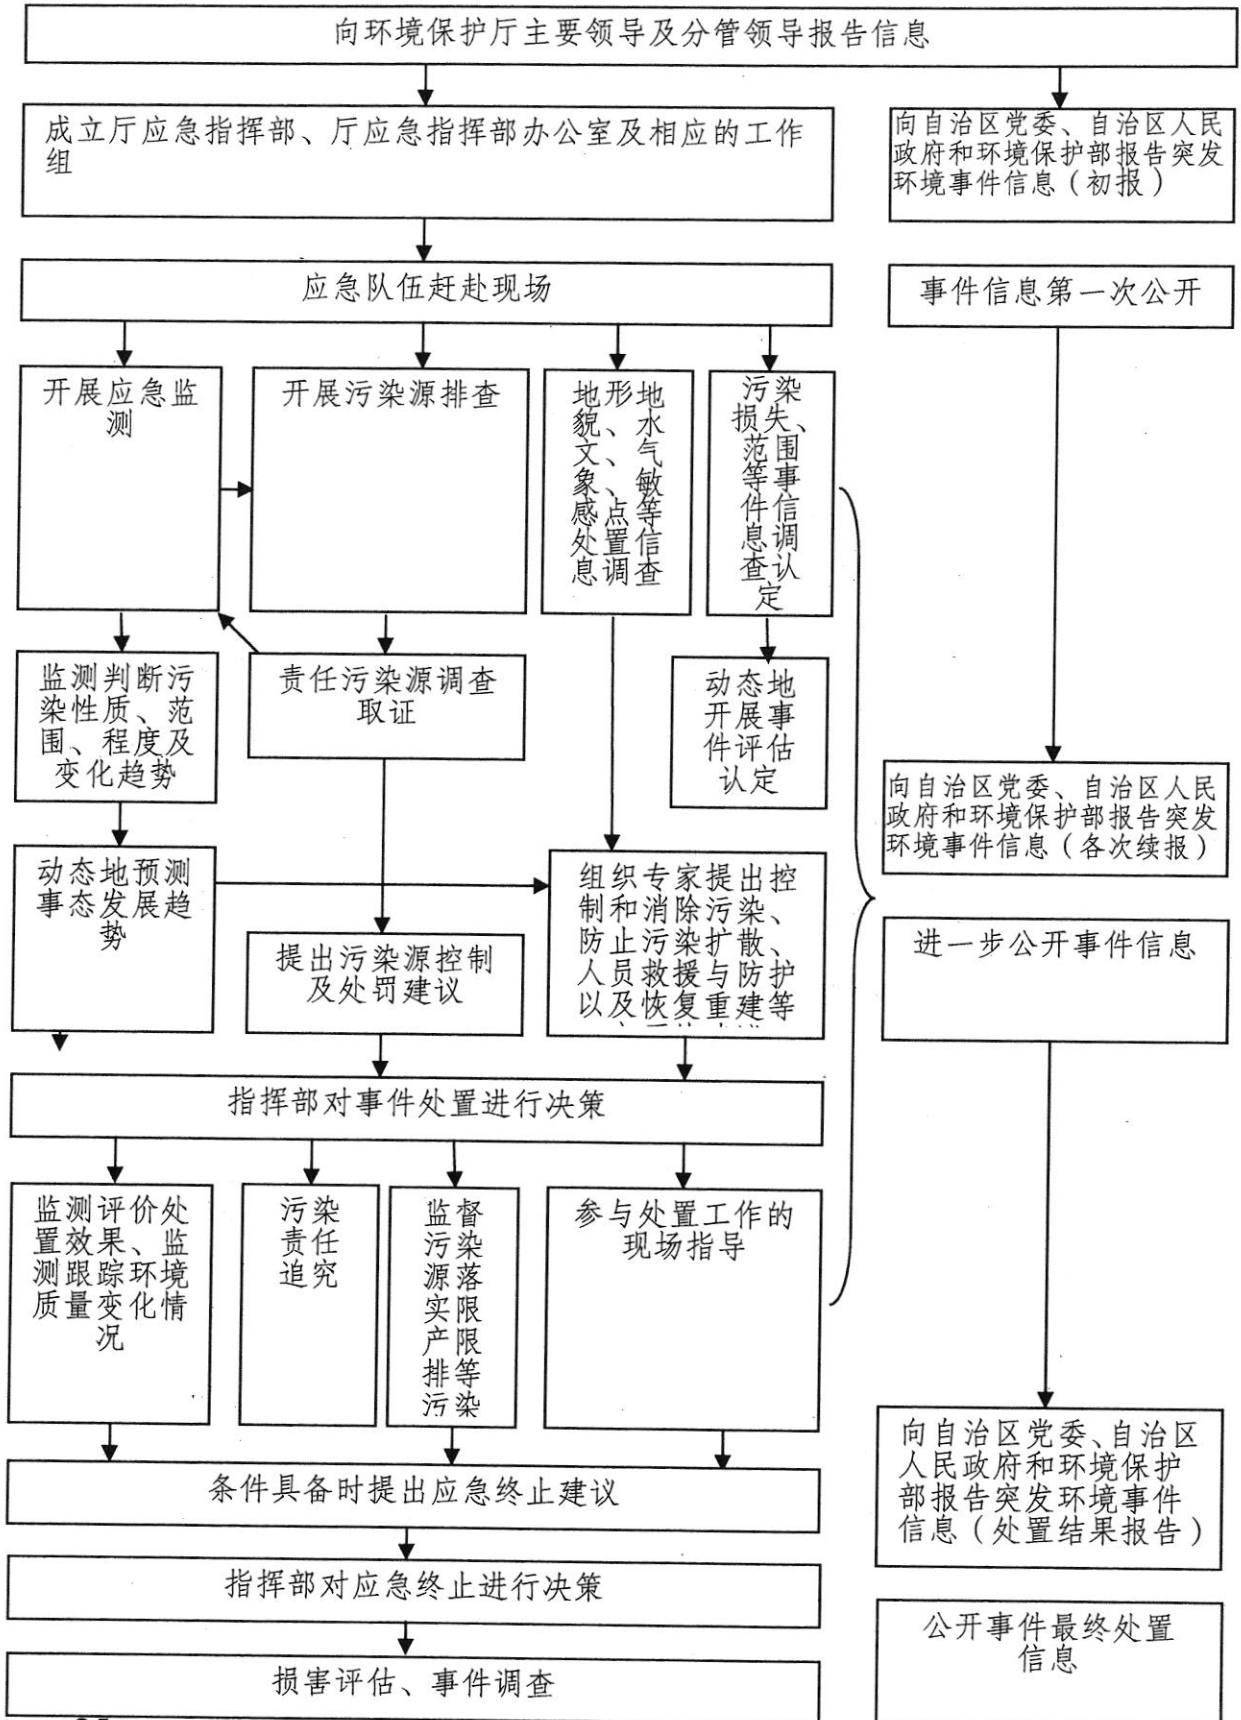 向环境保护厅主要领导及分管领导报告信息
成立厅应急指挥部、厅应急指挥部办公室及相应的工作
组
向自治区党委、自治区人民
政府和环境保护部报告突发
环境事件信息（初报）
应急队伍赶赴现场
事件信息第一次公开
开展应急监
测
开展污染源排查
地形地
貌、水
文、气
象、敏
感点等
处置信
息调查
污染
损失、
范围
等事
件信
息调
查认
定
监测判断污
染性质、范
围、程度及
变化趋势
责任污染源调查
取证
动态地
开展事
件评估
认定
向自治区党委、自治区人民
政府和环境保护部报告突发
环境事件信息（各次续报）
动态地预测
事态发展趋
势
提出污染源控制
及处罚建议
组织专家提出控
制和消除污染、
防止污染扩散、
人员救援与防护
以及恢复重建等
进一步公开事件信息
指挥部对事件处置进行决策
监测评价处
置效果、监
测跟踪环境
质量变化情
况
污染
责任
追究
监督
污染
源落
实限
产限
排等
污染
参与处置工作的
现场指导
向自治区党委、自治区
人民政府和环境保护
部报告突发环境事件
信息（处置结果报告）
条件具备时提出应急终止建议
指挥部对应急终止进行决策
公开事件最终处置
信息
损害评估、事件调查